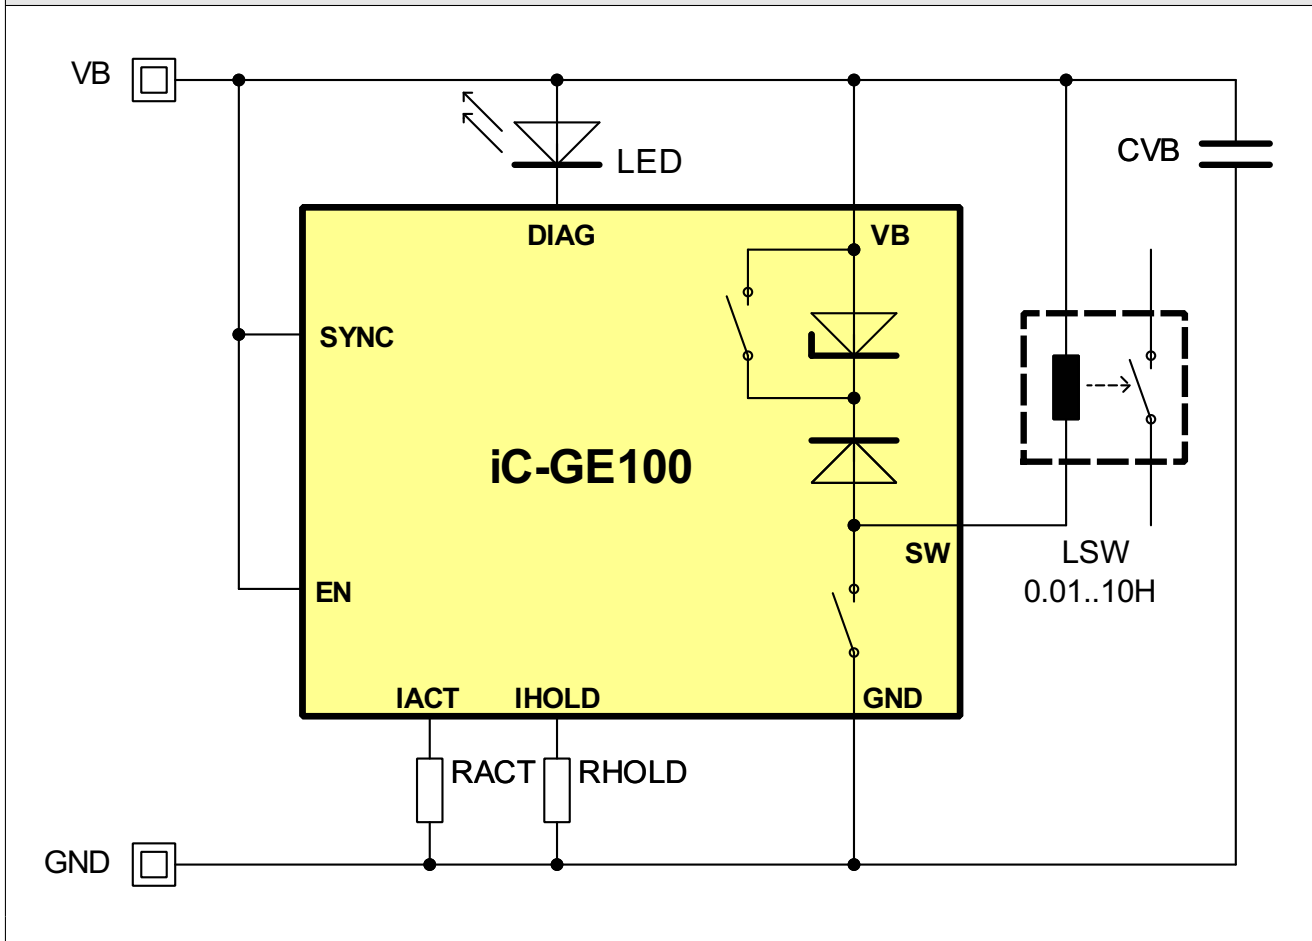 VB
LED
CVB
DIAG
VB
SYNC
iC-GE100
SW
LSW
0.01..10H
EN
IACT
IHOLD
GND
RACT
RHOLD
GND